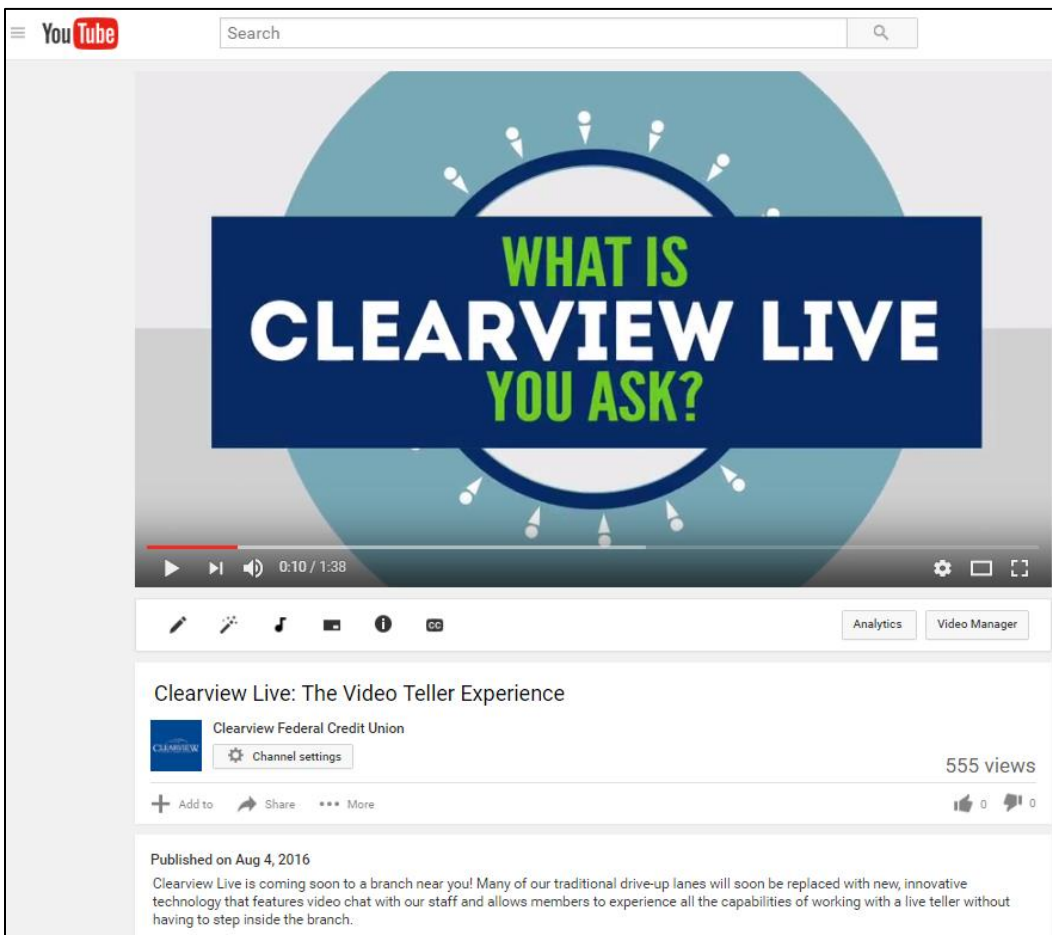 YouTube
Search
WHAT IS
CLEARVIEW LIVE
YOU ASK?
0:10 / 1:38
CC
Analytics
Video Manager
Clearview Live: The Video Teller Experience
CLEARVIEW
Clearview Federal Credit Union
Channel settings
555 views
Add to
Share
More
0
0
Published on Aug 4, 2016
Clearview Live is coming soon to a branch near you! Many of our traditional drive-up lanes will soon be replaced with new, innovative
technology that features video chat with our staff and allows members to experience all the capabilities of working with a live teller without
having to step inside the branch.